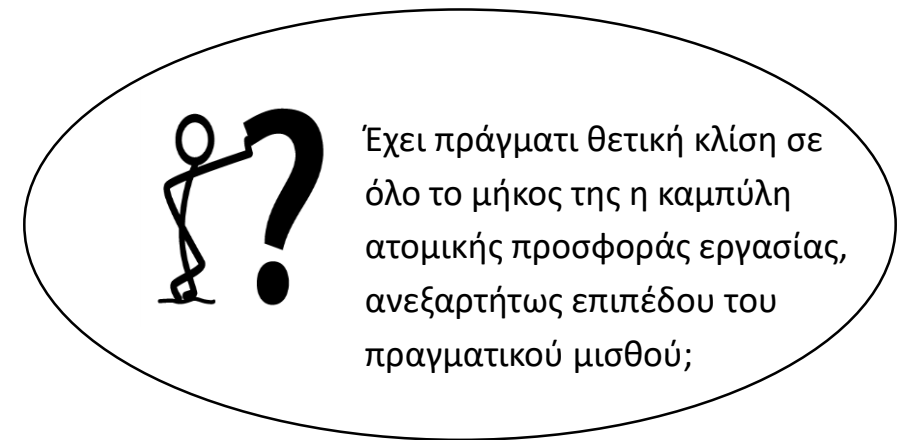 Έχει πράγματι θετική κλίση σε
όλο το μήκος της η καμπύλη
ατομικής προσφοράς εργασίας,
ανεξαρτήτως επιπέδου του
πραγματικού μισθού;